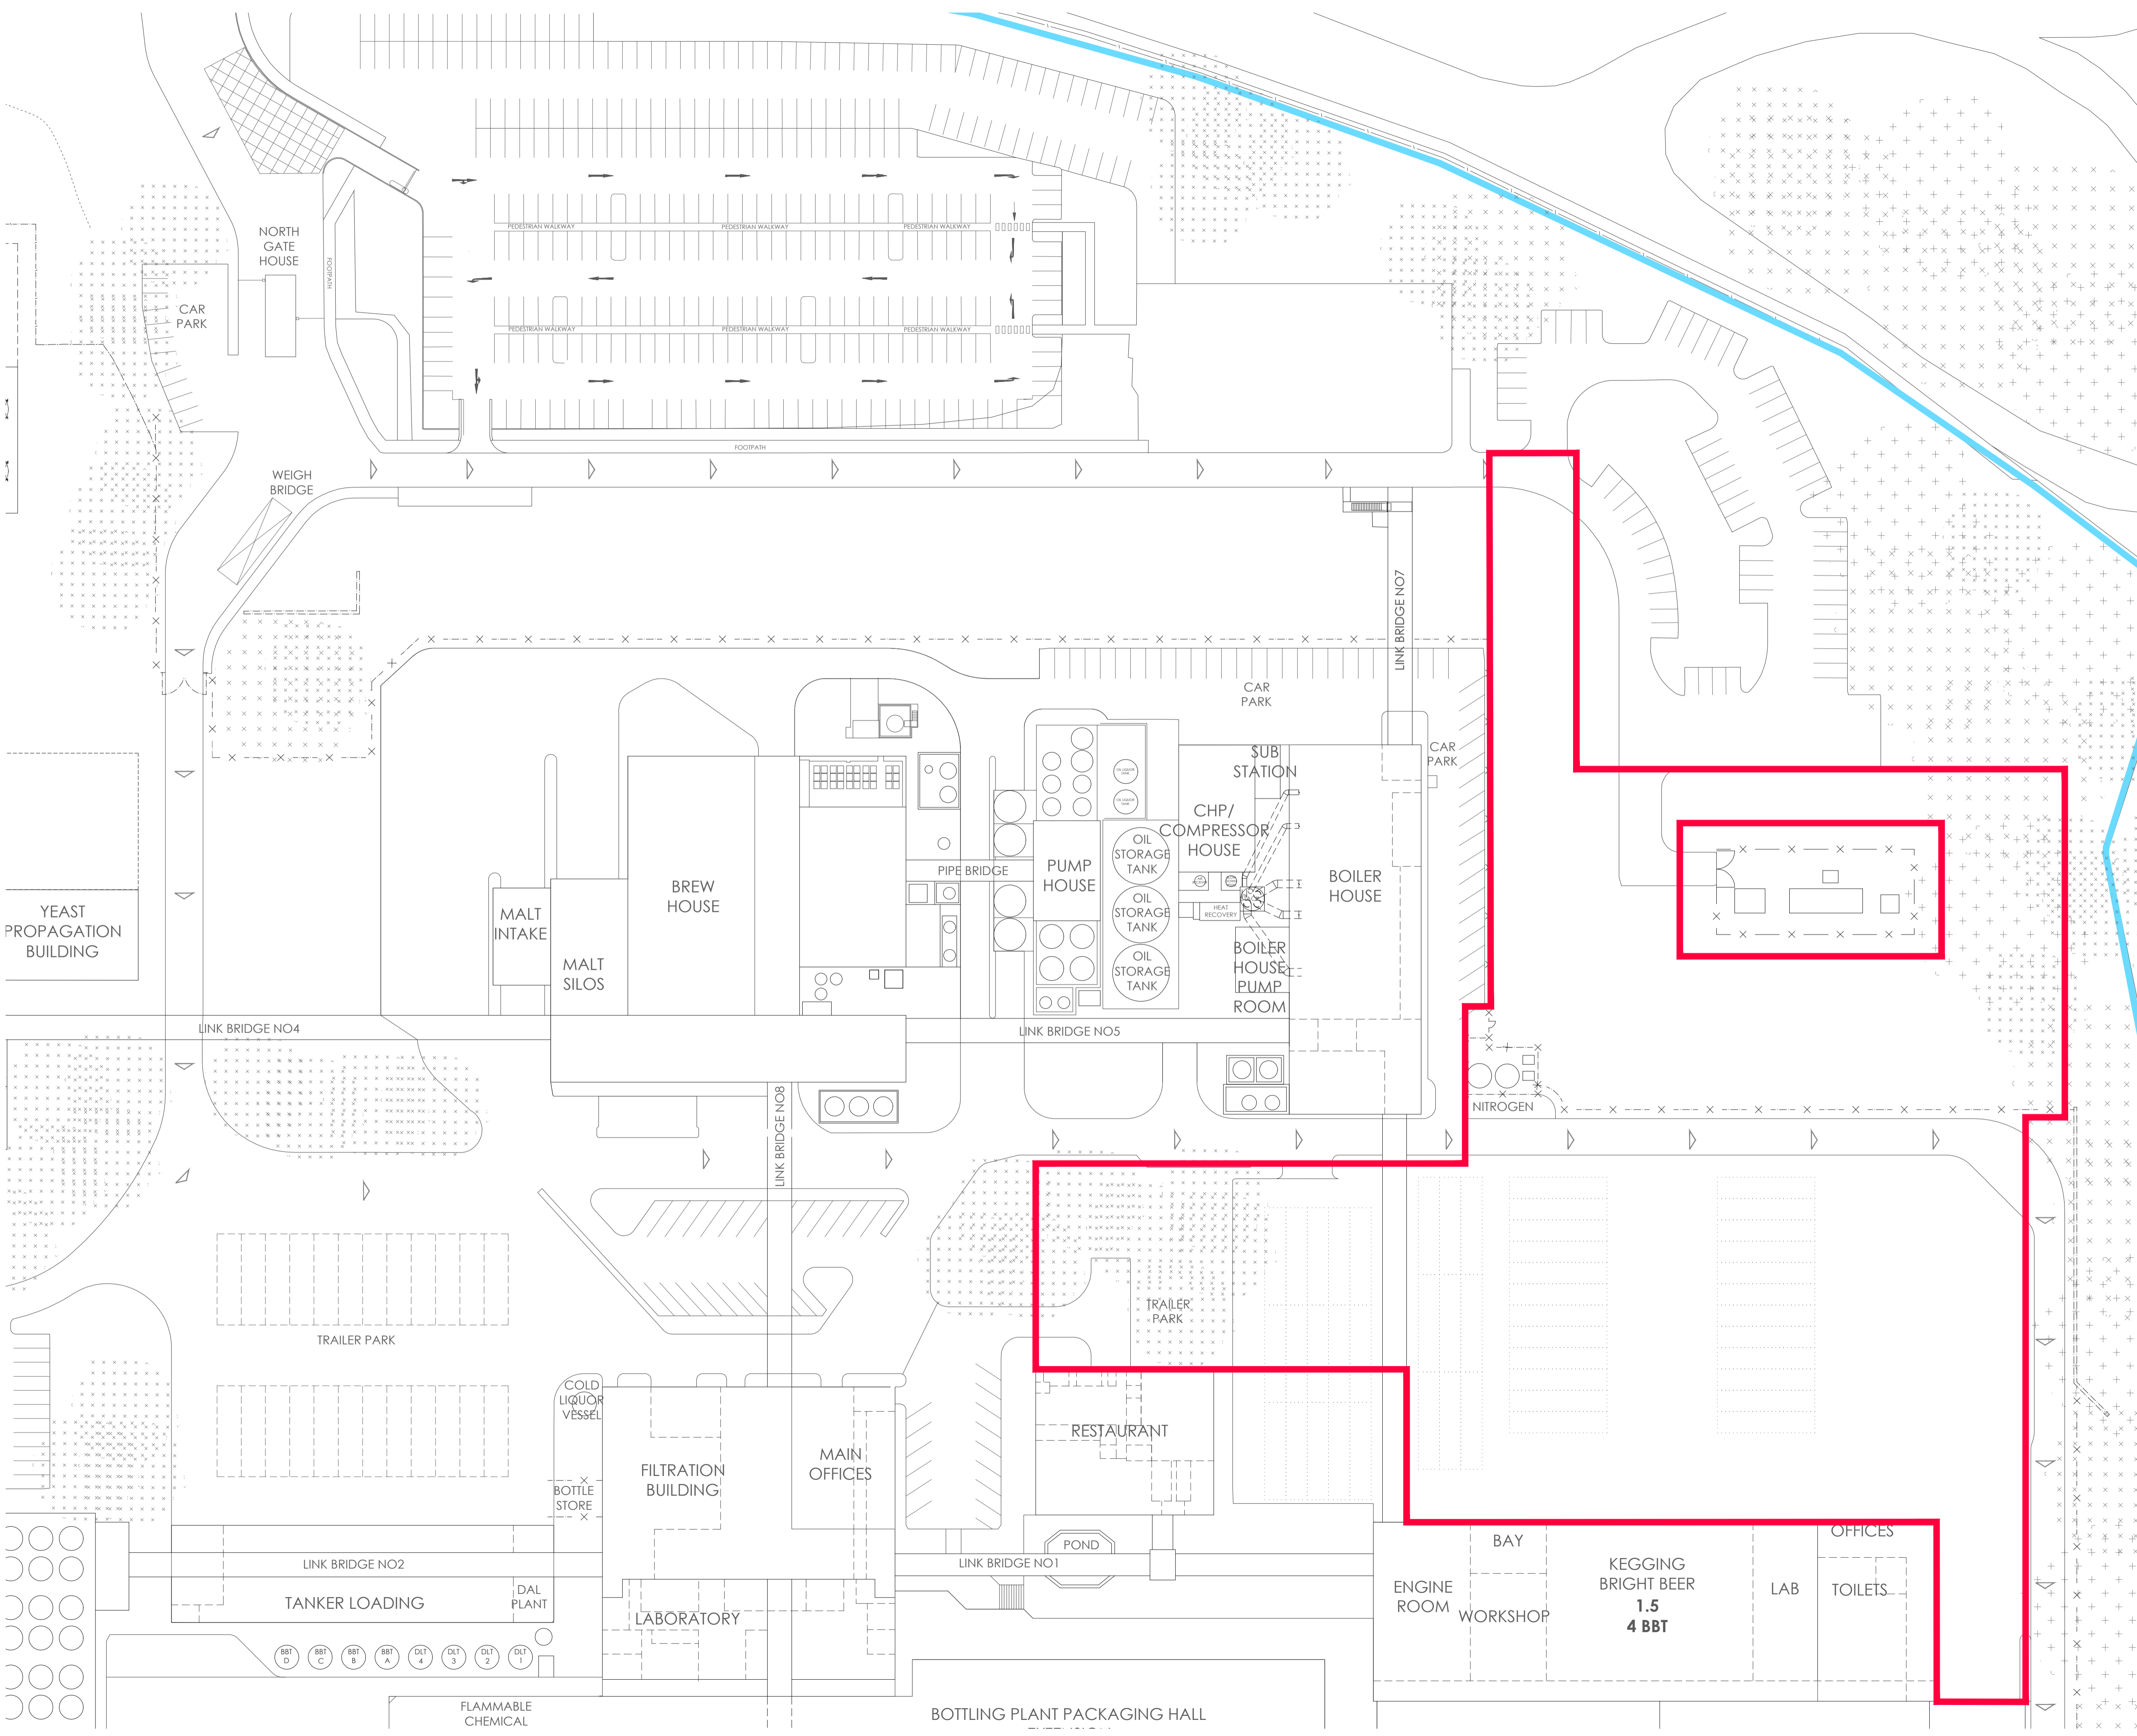 PEDESTRIAN WALKWAY
PEDESTRIAN WALKWAY
PEDESTRIAN WALKWAY
NORTH
GATE
HOUSE
FOOTPATH
CAR
PARK
PEDESTRIAN WALKWAY
PEDESTRIAN WALKWAY
PEDESTRIAN WALKWAY
FOOTPATH
WEIGH
BRIDGE
LINK BRIDGE NO7
CAR
PARK
SUB
STATION
CAR
PARK
OIL LIQUOR
TANK
OIL LIQUOR
TANK
CHP/
COMPRESSOR
HOUSE
OIL
STORAGE
TANK
PUMP
HOUSE
PIPE BRIDGE
BOILER
HOUSE
BREW
HOUSE
HEAT
RECOVERY
OIL
STORAGE
TANK
MALT
INTAKE
YEAST
PROPAGATION
BUILDING
BOILER
HOUSE
PUMP
ROOM
OIL
STORAGE
TANK
MALT
SILOS
LINK BRIDGE NO4
LINK BRIDGE NO5
NITROGEN
LINK BRIDGE NO8
TRAILER
PARK
TRAILER PARK
COLD
LIQUOR
VESSEL
RESTAURANT
MAIN
OFFICES
FILTRATION
BUILDING
BOTTLE
STORE
OFFICES
BAY
POND
LINK BRIDGE NO2
LINK BRIDGE NO1
KEGGING
BRIGHT BEER
1.5
4 BBT
ENGINE
ROOM
LAB
TOILETS
DAL
PLANT
TANKER LOADING
WORKSHOP
LABORATORY
BBT
D
BBT
C
BBT
B
BBT
A
DLT
4
DLT
3
DLT
2
DLT
1
FLAMMABLE
CHEMICAL
BOTTLING PLANT PACKAGING HALL